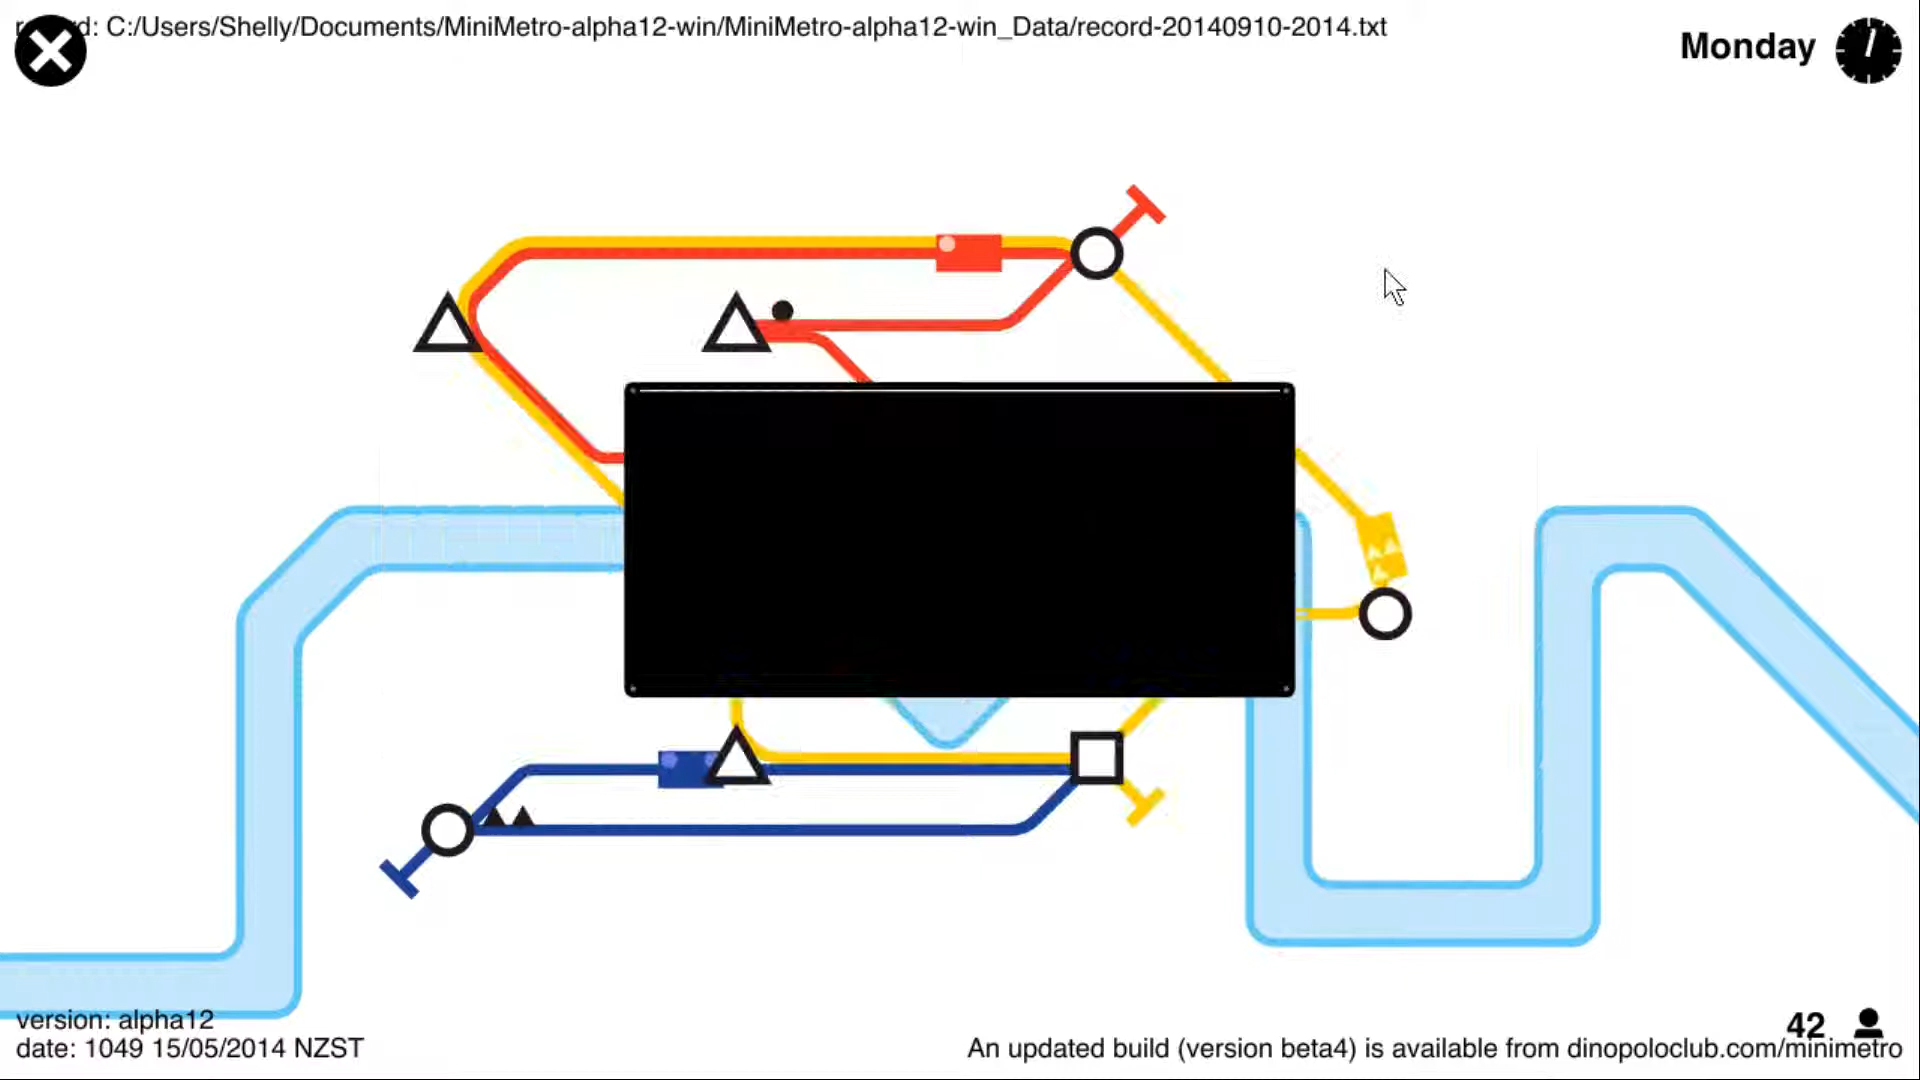 record: C:/Users/Shelly/Documents/MiniMetro-alpha12-win/MiniMetro-alpha12-win_Data/record-20140910-2014.txt
Monday
42
version: alpha12
date: 1049 15/05/2014 NZST
An updated build (version beta4) is available from dinopoloclub.com/minimetro